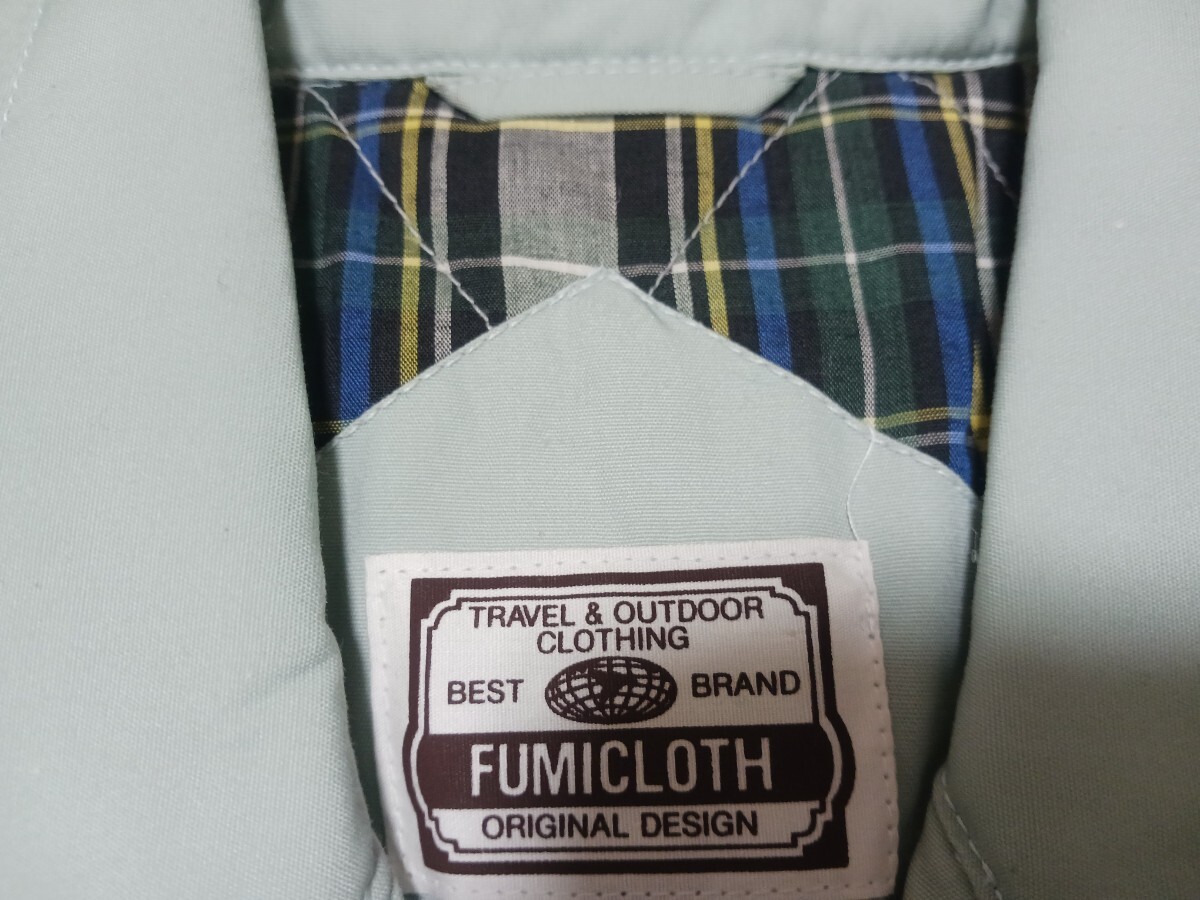 TRAVEL & OUTDOOR
CLOTHING
BEST BRAND
FUMICLOTH
ORIGINAL DESIGN